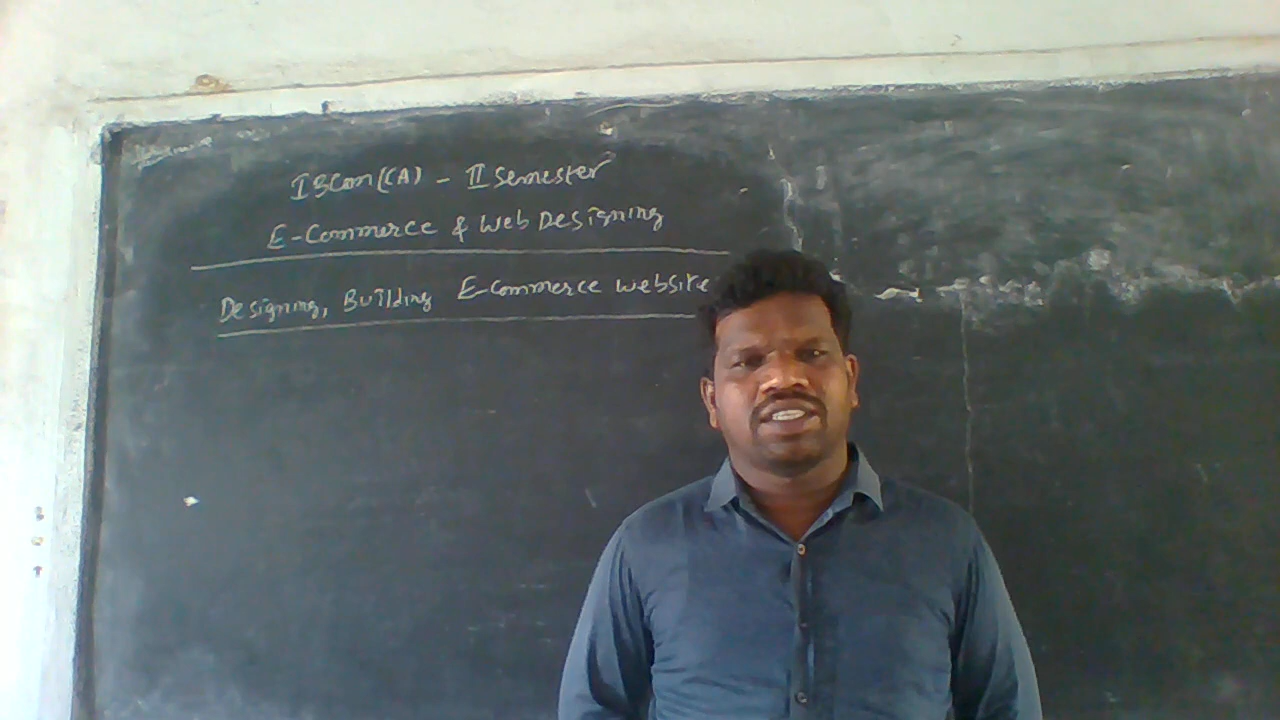 I BCom(CA) - II Semester
E-Commerce & Web Designing
Designing, Building E-Commerce website